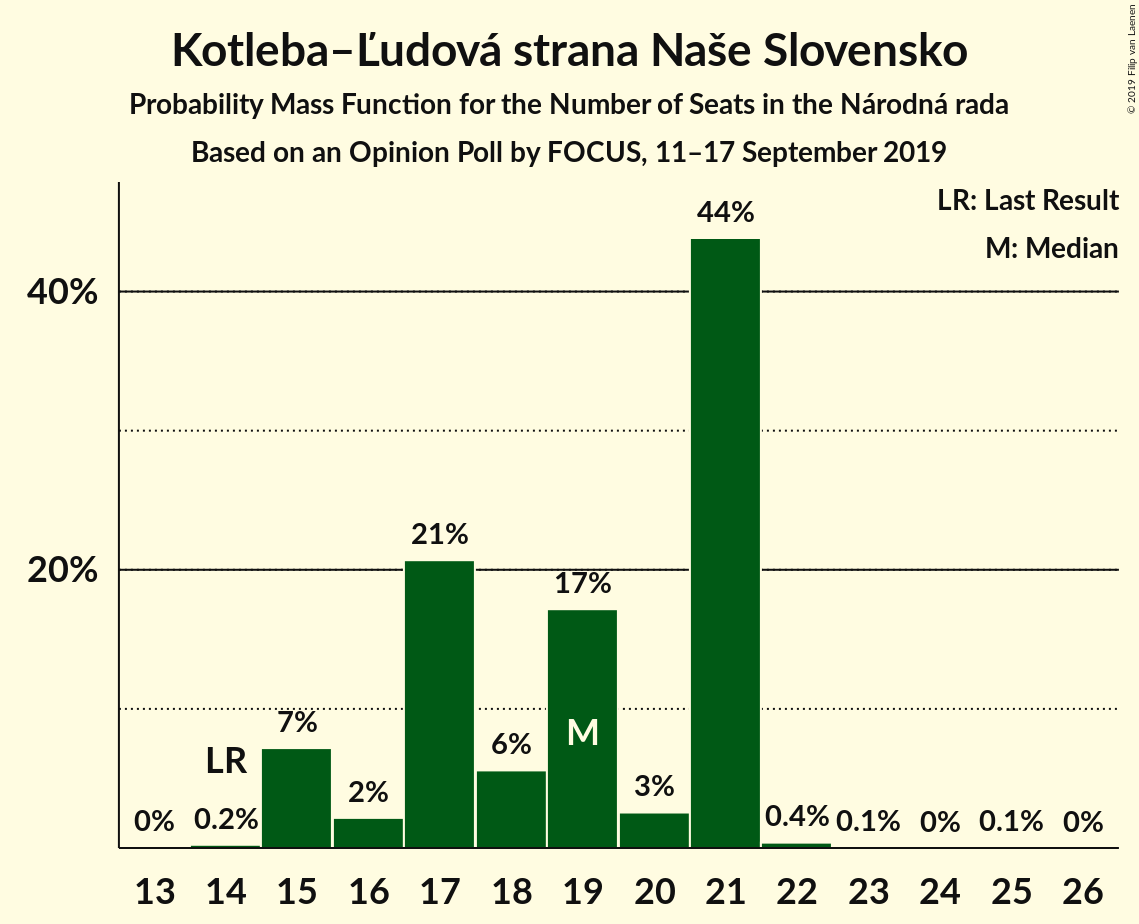 Kotleba–Ľudová strana Naše Slovensko
Probability Mass Function for the Number of Seats in the Národná rada
Based on an Opinion Poll by FOCUS, 11–17 September 2019
© 2019 Filip van Laenen
LR: Last Result
M: Median
44%
40%
21%
20%
17%
7%
LR
6%
M
2%
3%
0%
0.2%
0.4%
0.1%
0%
0.1%
0%
13 14 15 16 17 18 19 20 21 22 23 24 25 26